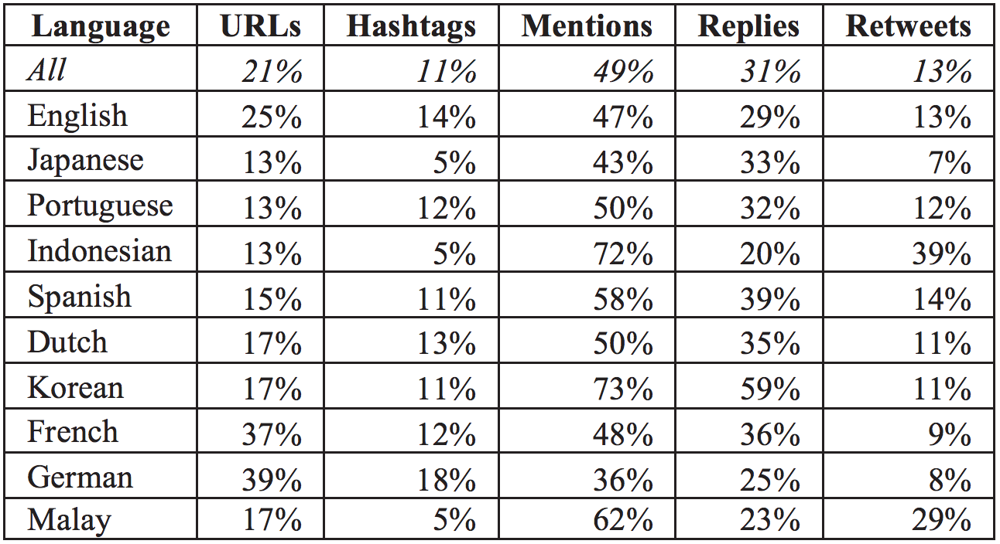 Language URLs Hashtags Mentions Replies Retweets
All 21% 11% 49% 31% 13%
English 25% 14% 47% 29% 13%
Japanese 13% 5% 43% 33% 7%
Portuguese 13% 12% 50% 32% 12%
Indonesian 13% 5% 72% 20% 39%
Spanish 15% 11% 58% 39% 14%
Dutch 17% 13% 50% 35% 11%
Korean 17% 11% 73% 59% 11%
French 37% 12% 48% 36% 9%
German 39% 18% 36% 25% 8%
Malay 17% 5% 62% 23% 29%